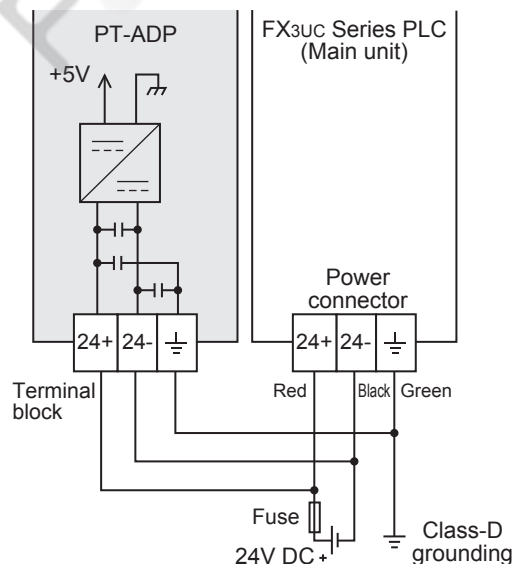 PT-ADP
FX3UC Series PLC
(Main unit)
+5V
Power
connector
24+ 24-
24+ 24-
Terminal
block
Red
Black
Green
Fuse
24V DC +
Class-D
grounding